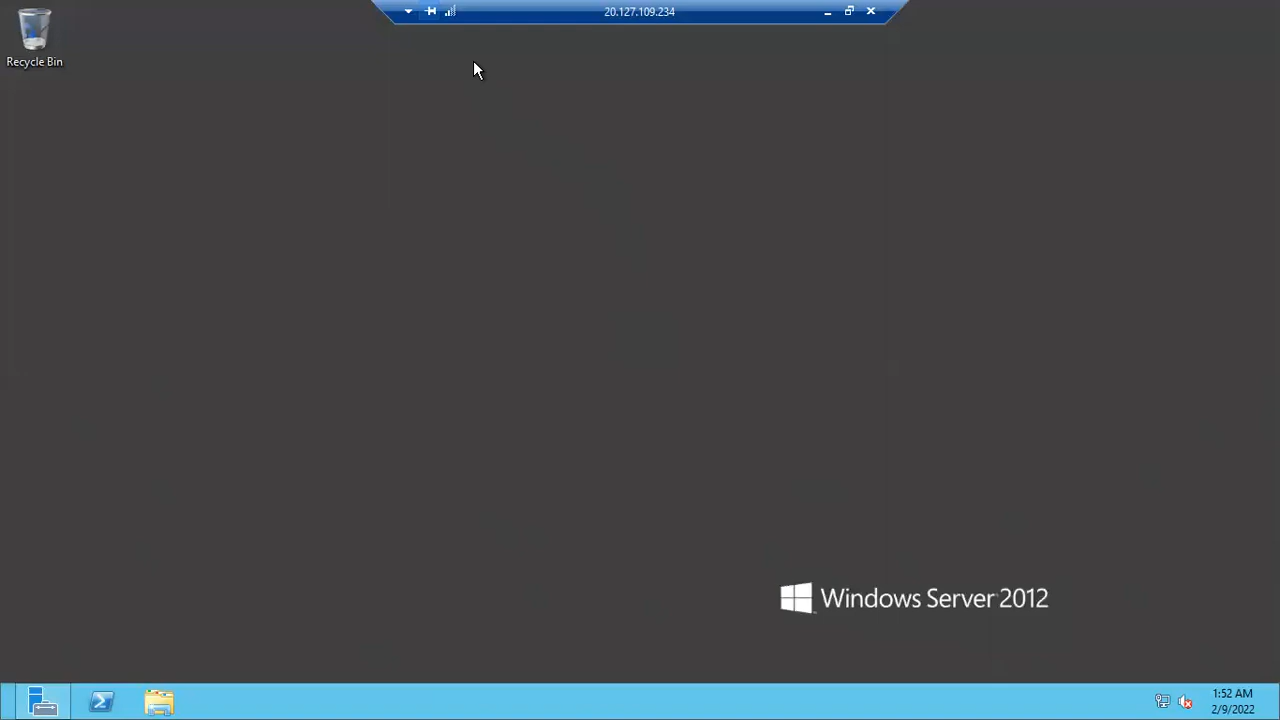 20.127.109.234
Recycle Bin
Windows Server 2012
1:52 AM
2/9/2022